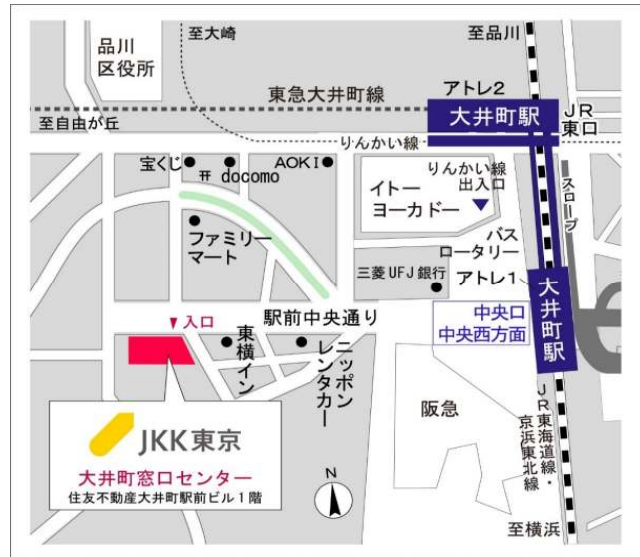 品川
区役所
至大崎
至品川
アトレ2
東急大井町線
大井町駅
JR
東口
至自由が丘
りんかい線
宝くじ
docomo
AOKI
りんかい線
出入口
イトー
ヨーカドー
スロープ
ファミリー
マート
バス
ロータリー
三菱UFJ銀行
アトレ1
大井町駅
入口
駅前中央通り
中央口
中央西方面
東横イン
ニッポン
レンタカー
阪急
JR東海道線・
京浜東北線
JKK東京
大井町窓口センター
住友不動産大井町駅前ビル1階
N
至横浜